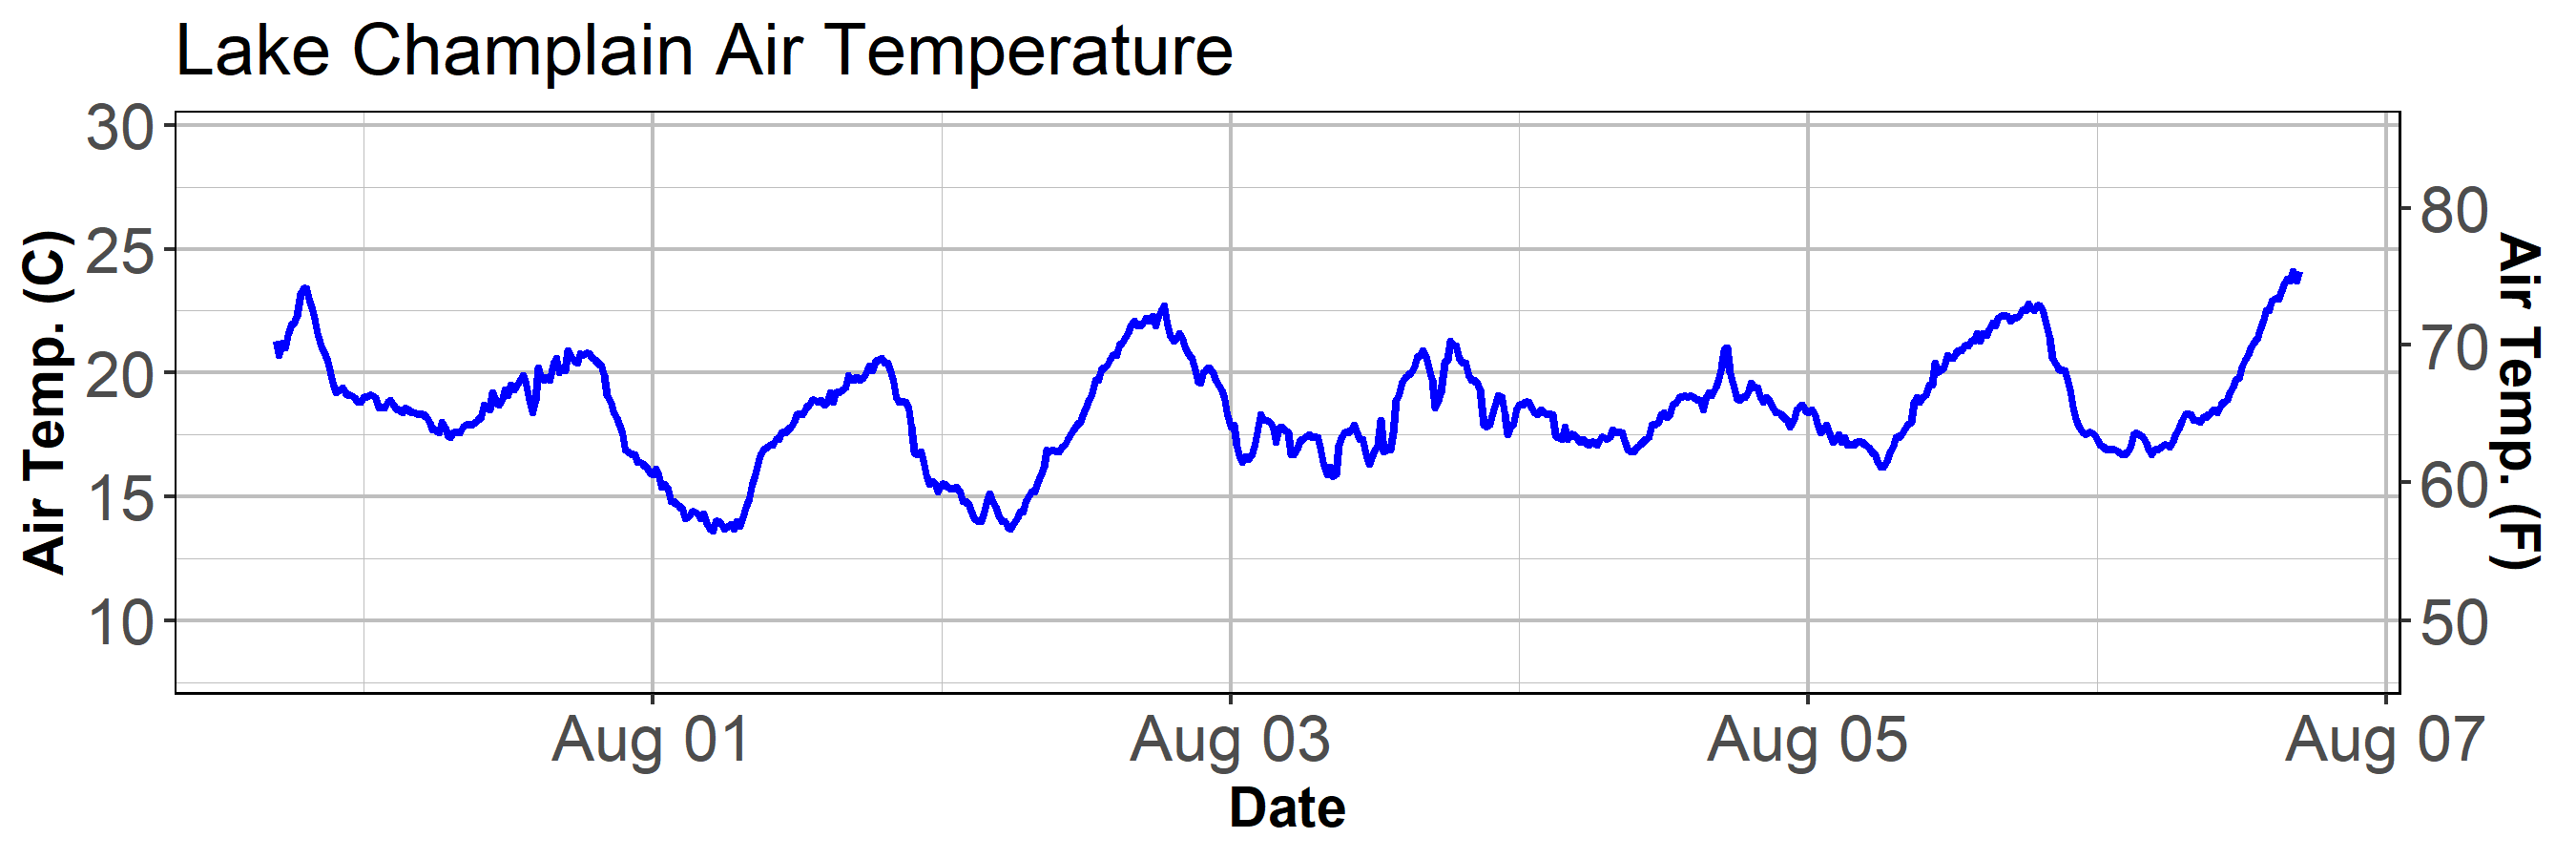 Lake Champlain Air Temperature
30
25
20
15
10
Air Temp. (C)
80
70
60
50
Air Temp. (F)
Aug 01 Aug 03 Aug 05 Aug 07
Date